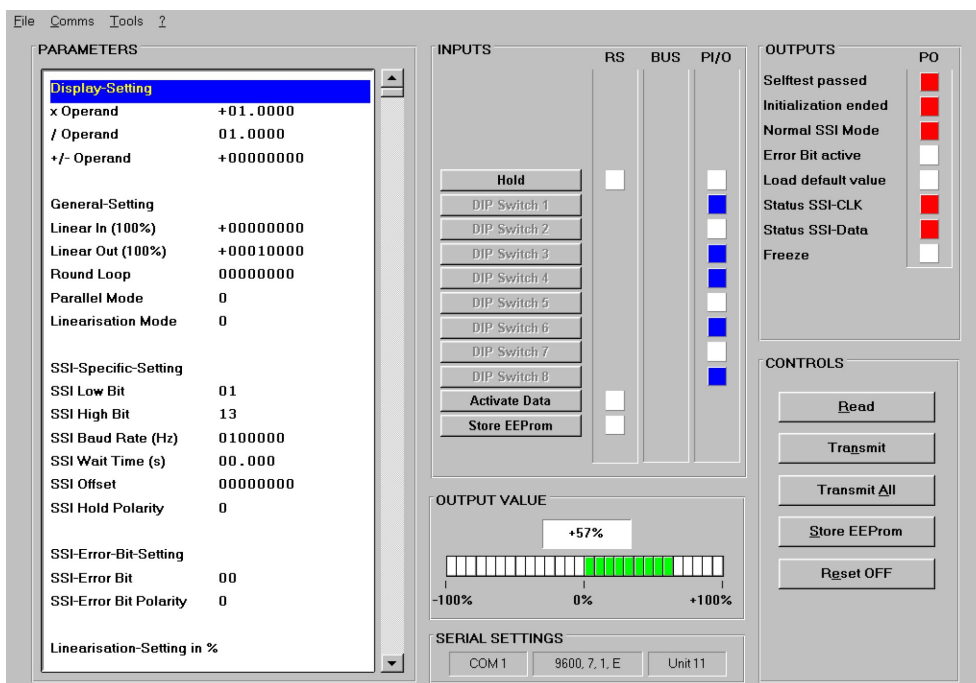 File Comms Tools ?
PARAMETERS
Display-Setting
x Operand +01.0000
/ Operand 01.0000
+/- Operand +00000000
General-Setting
Linear In (100%) +00000000
Linear Out (100%) +00010000
Round Loop 00000000
Parallel Mode 0
Linearisation Mode 0
SSI-Specific-Setting
SSI Low Bit 01
SSI High Bit 13
SSI Baud Rate (Hz) 0100000
SSI Wait Time (s) 00.000
SSI Offset 00000000
SSI Hold Polarity 0
SSI-Error-Bit-Setting
SSI-Error Bit 00
SSI-Error Bit Polarity 0
Linearisation-Setting in %
INPUTS
RS BUS PI/O
Hold
DIP Switch 1
DIP Switch 2
DIP Switch 3
DIP Switch 4
DIP Switch 5
DIP Switch 6
DIP Switch 7
DIP Switch 8
Activate Data
Store EEProm
OUTPUT VALUE
+57%
-100% 0% +100%
SERIAL SETTINGS
COM 1 9600, 7, 1, E Unit 11
OUTPUTS
PO
Selftest passed
Initialization ended
Normal SSI Mode
Error Bit active
Load default value
Status SSI-CLK
Status SSI-Data
Freeze
CONTROLS
Read
Transmit
Transmit All
Store EEProm
Reset OFF